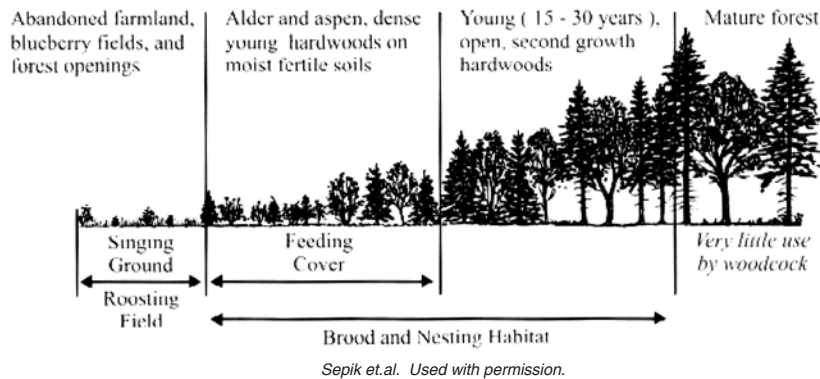 Abandoned farmland,
blueberry fields, and
forest openings
Alder and aspen, dense
young hardwoods on
moist fertile soils
Young ( 15 - 30 years ),
open, second growth
hardwoods
Mature forest
Singing
Ground
Roosting
Field
Feeding
Cover
Very little use
by woodcock
Brood and Nesting Habitat
Sepik et.al. Used with permission.